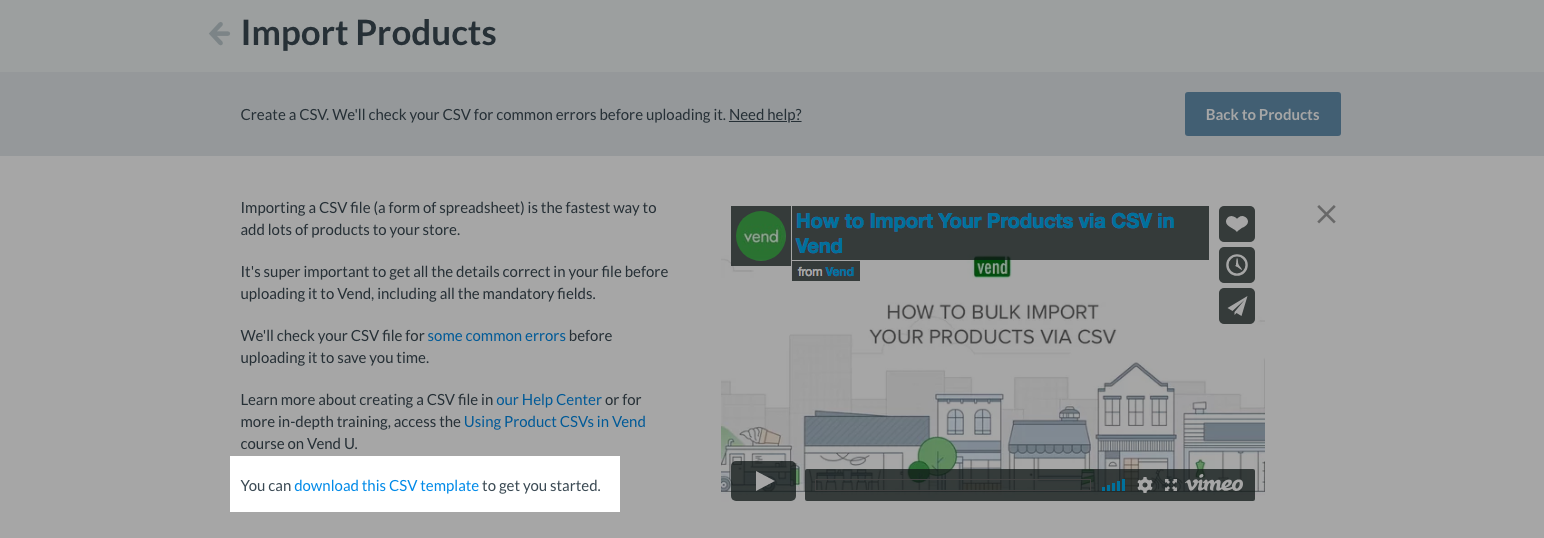 Import Products
Create a CSV. We'll check your CSV for common errors before uploading it. Need help?
Back to Products
Importing a CSV file (a form of spreadsheet) is the fastest way to
add lots of products to your store.
It's super important to get all the details correct in your file before
uploading it to Vend, including all the mandatory fields.
We'll check your CSV file for some common errors before
uploading it to save you time.
Learn more about creating a CSV file in our Help Center or for
more in-depth training, access the Using Product CSVs in Vend
course on Vend U.
You can download this CSV template to get you started.
vend
How to Import Your Products via CSV in
Vend
from Vend
vend
HOW TO BULK IMPORT
YOUR PRODUCTS VIA CSV
vimeo